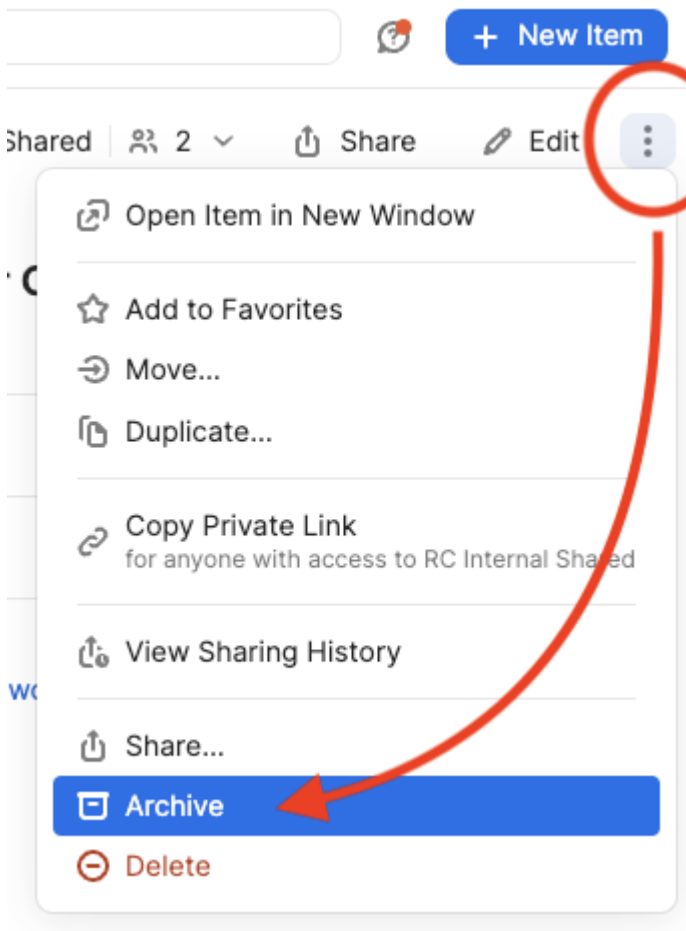 + New Item
Shared 2 Share Edit
Open Item in New Window
Add to Favorites
Move...
Duplicate...
Copy Private Link
for anyone with access to RC Internal Shared
View Sharing History
Share...
Archive
Delete